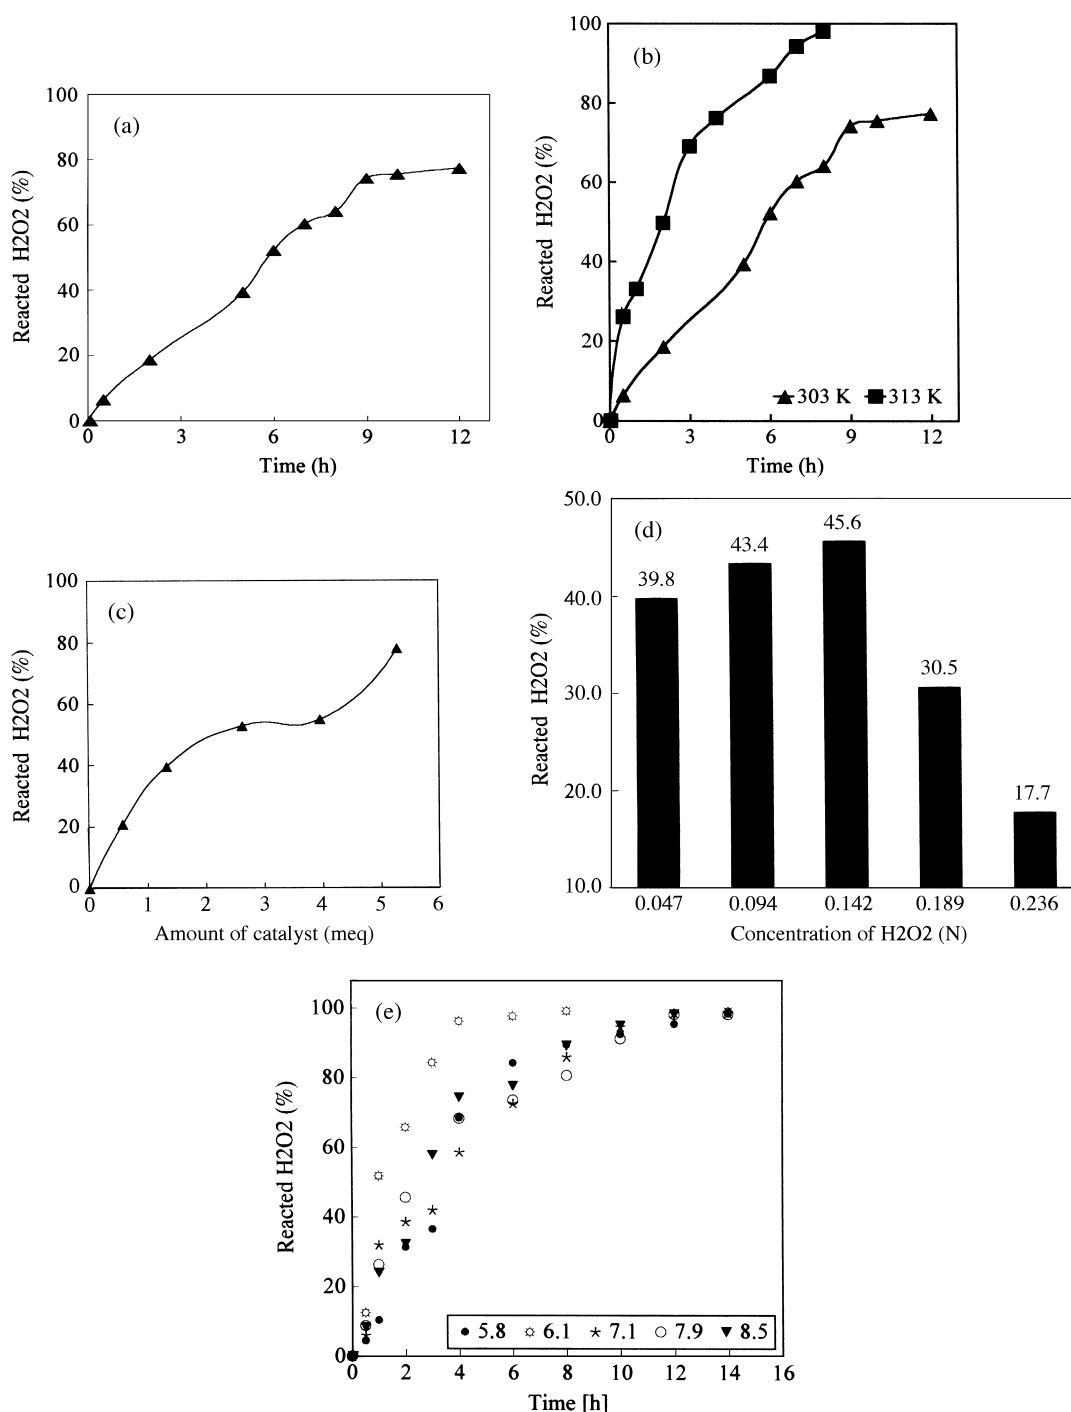 (a)
100
80
60
40
20
0
Reacted H2O2 (%)
0 3 6 9 12
Time (h)
(b)
100
80
60
40
20
0
Reacted H2O2 (%)
303 K 313 K
0 3 6 9 12
Time (h)
(c)
100
80
60
40
20
0
Reacted H2O2 (%)
0 1 2 3 4 5 6
Amount of catalyst (meq)
(d)
50.0
40.0
30.0
20.0
10.0
Reacted H2O2 (%)
39.8
43.4
45.6
30.5
17.7
0.047 0.094 0.142 0.189 0.236
Concentration of H2O2 (N)
(e)
100
80
60
40
20
0
Reacted H2O2 (%)
5.8 6.1 7.1 7.9 8.5
0 2 4 6 8 10 12 14 16
Time [h]